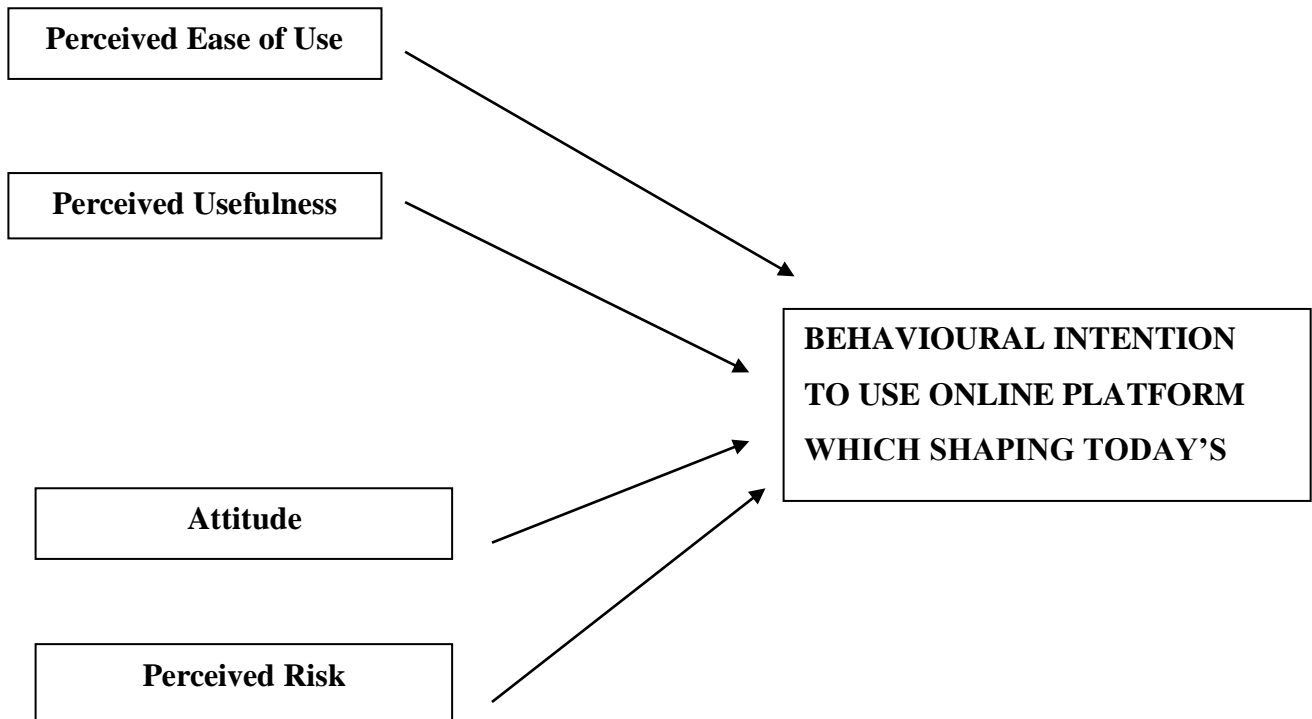 Perceived Ease of Use
Perceived Usefulness
BEHAVIOURAL INTENTION
TO USE ONLINE PLATFORM
WHICH SHAPING TODAY’S
Attitude
Perceived Risk